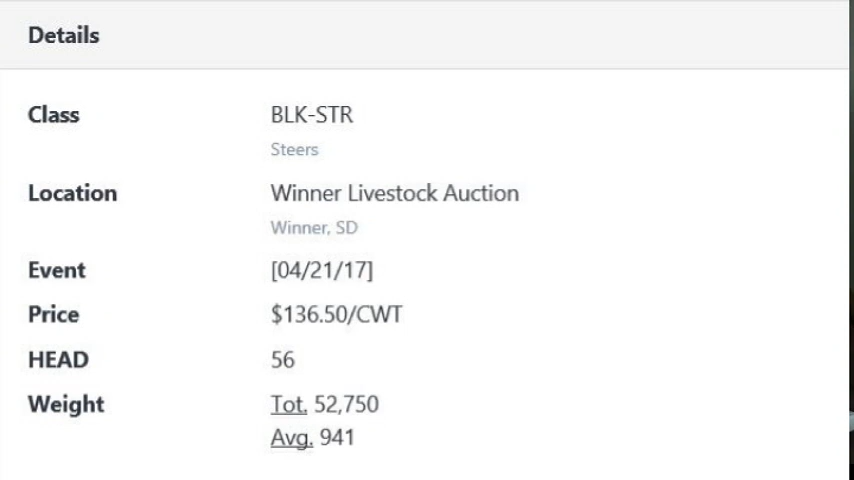 Details
Class BLK-STR
Steers
Location Winner Livestock Auction
Winner, SD
Event [04/21/17]
Price $136.50/CWT
HEAD 56
Weight Tot. 52,750
Avg. 941